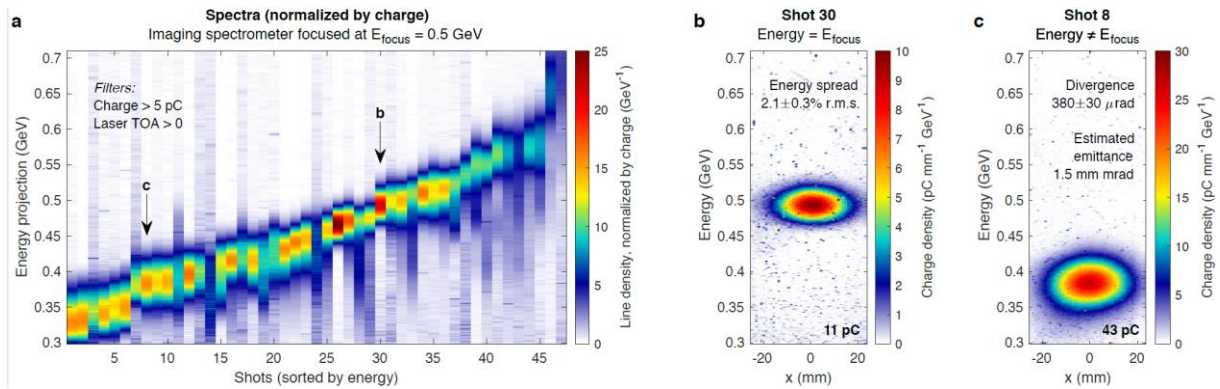 a
Spectra (normalized by charge)
Imaging spectrometer focused at E_focus = 0.5 GeV
Filters:
Charge > 5 pC
Laser TOA > 0
c
b
0.7
0.65
0.6
0.55
0.5
0.45
0.4
0.35
0.3
Energy projection (GeV)
5 10 15 20 25 30 35 40 45
Shots (sorted by energy)
25
20
15
10
5
0
Line density, normalized by charge (GeV⁻¹)
b
Shot 30
Energy = E_focus
Energy spread
2.1±0.3% r.m.s.
11 pC
0.7
0.65
0.6
0.55
0.5
0.45
0.4
0.35
0.3
Energy (GeV)
-20 0 20
x (mm)
10
9
8
7
6
5
4
3
2
1
0
Charge density (pC mm⁻¹ GeV⁻¹)
c
Shot 8
Energy ≠ E_focus
Divergence
380±30 μrad
Estimated
emittance
1.5 mm mrad
43 pC
0.7
0.65
0.6
0.55
0.5
0.45
0.4
0.35
0.3
Energy (GeV)
-20 0 20
x (mm)
30
25
20
15
10
5
0
Charge density (pC mm⁻¹ GeV⁻¹)